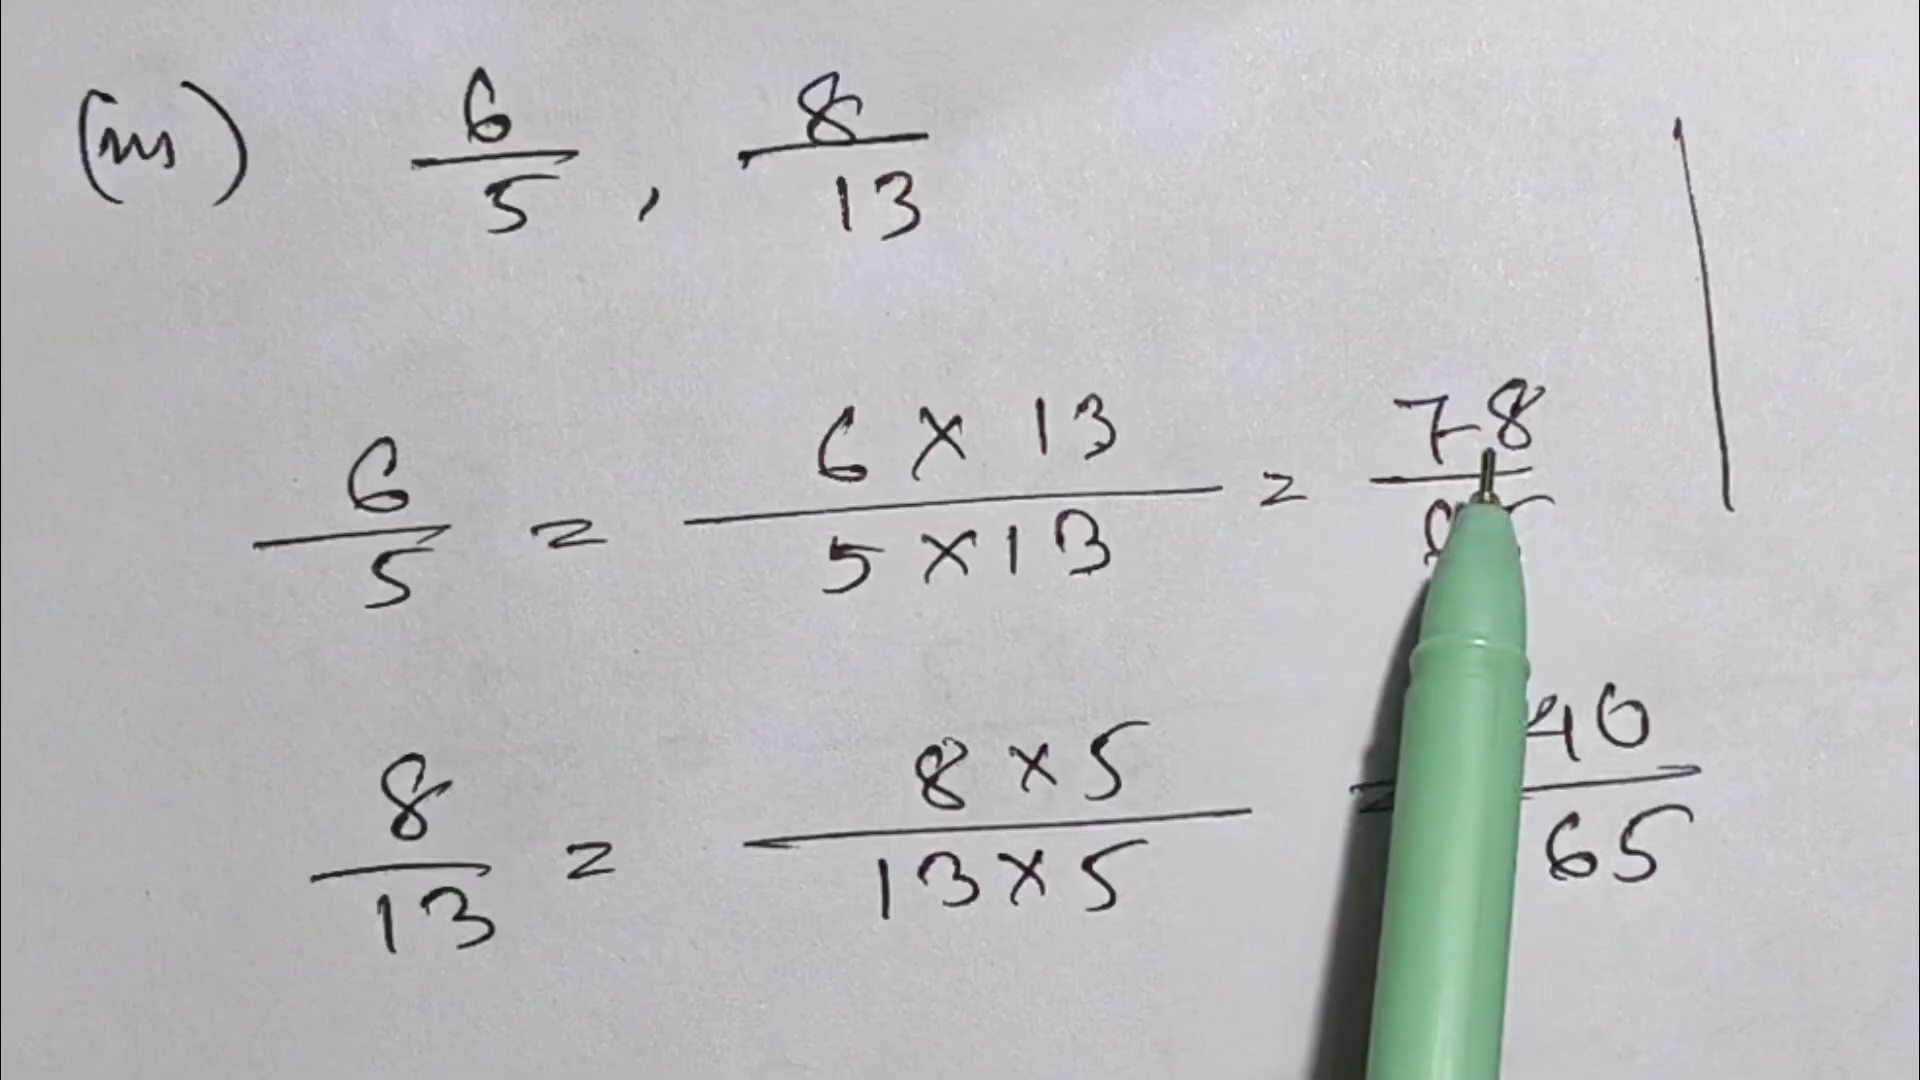 (iii) 6/5, 8/13
6/5 = 6 × 13 / 5 × 13 = 78/
8/13 = 8 × 5 / 13 × 5 = 40/65